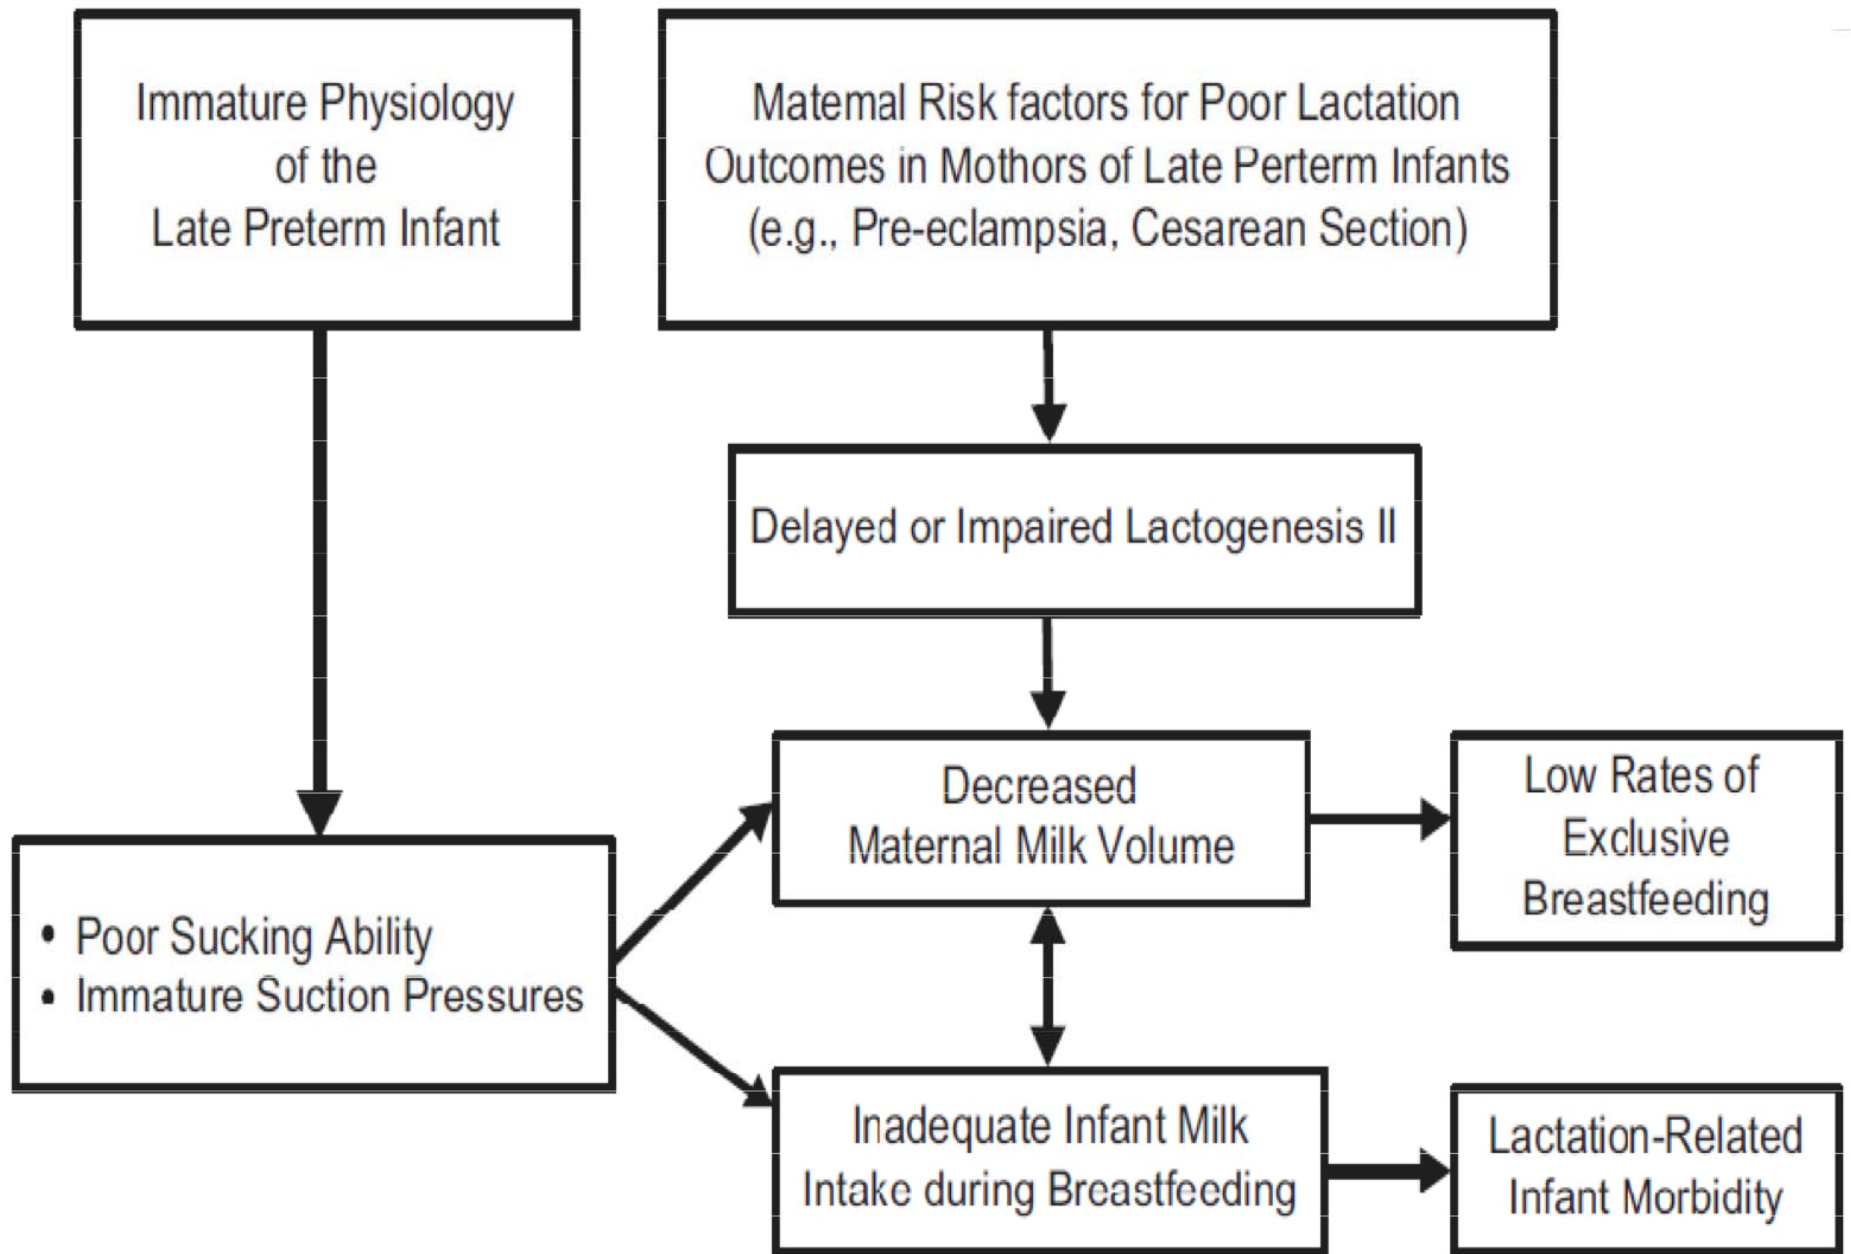 Immature Physiology
of the
Late Preterm Infant
Matemal Risk factors for Poor Lactation
Outcomes in Mothors of Late Perterm Infants
(e.g., Pre-eclampsia, Cesarean Section)
Delayed or Impaired Lactogenesis II
Decreased
Maternal Milk Volume
Low Rates of
Exclusive
Breastfeeding
• Poor Sucking Ability
• Immature Suction Pressures
Inadequate Infant Milk
Intake during Breastfeeding
Lactation-Related
Infant Morbidity